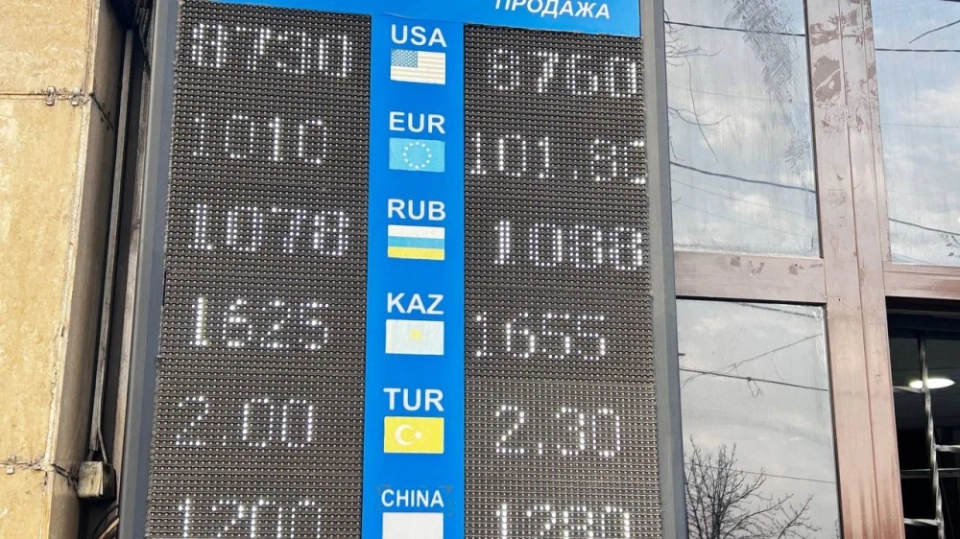 ПРОДАЖА
8730 USA 8760
1010 EUR 101.80
1078 RUB 1088
1625 KAZ 1655
2.00 TUR 2.30
1200 CHINA 1280